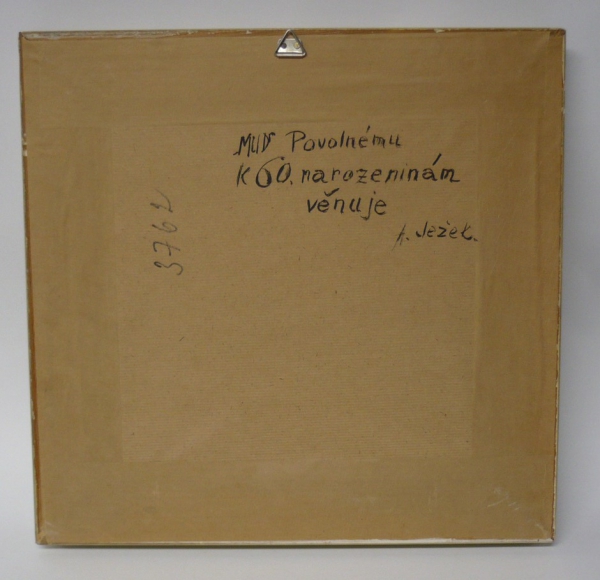 MUDr Povolnému
K 60. narozeninám
věnuje
A. Ježek.
3762